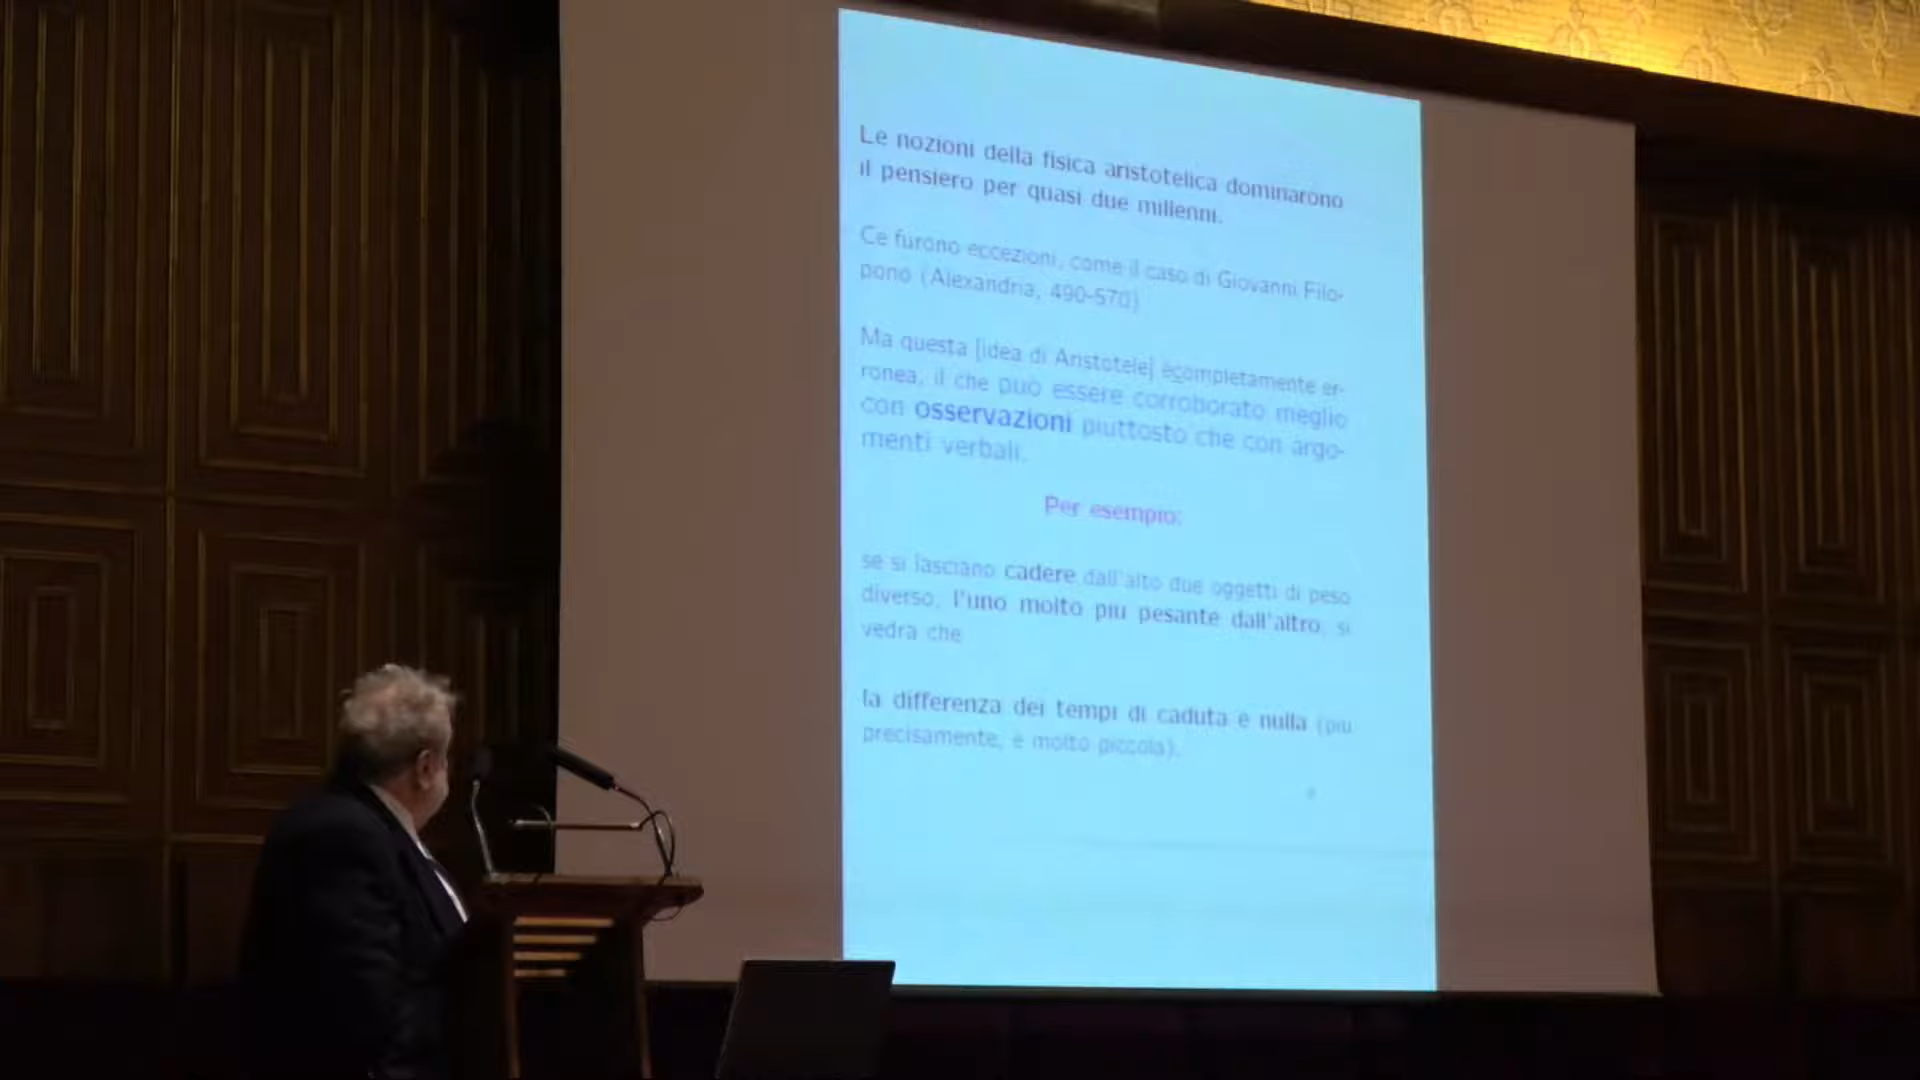 Le nozioni della fisica aristotelica dominarono
il pensiero per quasi due millenni.
Ce furono eccezioni, come il caso di Giovanni Filo-
pono (Alexandria, 490-570)
Ma questa [idea di Aristotele] ècompletamente er-
ronea, il che può essere corroborato meglio
con osservazioni piuttosto che con argo-
menti verbali.
Per esempio:
se si lasciano cadere dall'alto due oggetti di peso
diverso, l'uno molto più pesante dall'altro, si
vedrà che
la differenza dei tempi di caduta è nulla (più
precisamente, è molto piccola).